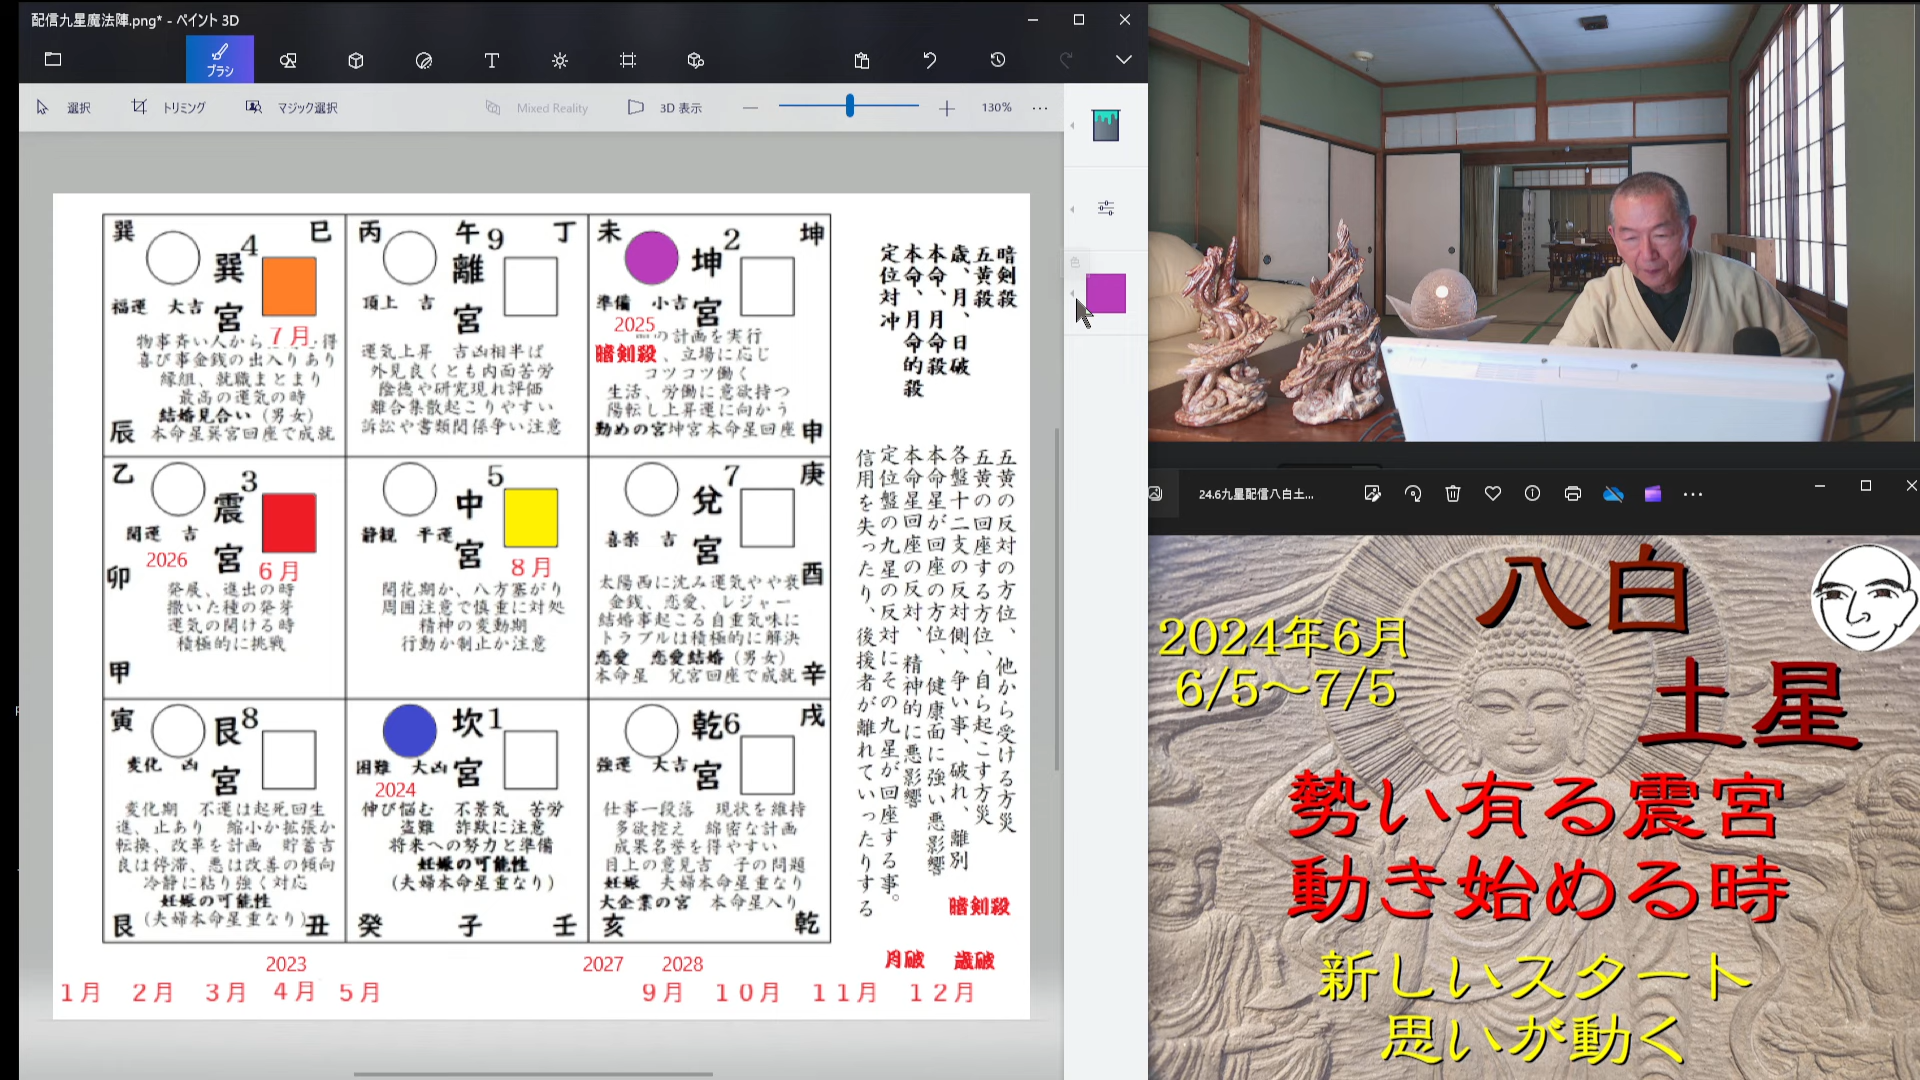 配信九星魔法陣.png* - ペイント 3D
ブラシ
選択
トリミング
マジック選択
Mixed Reality
3D 表示
130%
色
巽
4
巳
巽宮
福運 大吉
7月
物事斉い人から
得
喜び事金銭の出入りあり
縁組、就職まとまり
最高の運気の時
結婚見合い(男女)
辰
本命星巽宮回座で成就
丙
午
9
丁
離宮
頂上 吉
運気上昇 吉凶相半ば
外見良くとも内面苦労
陰徳や研究現れ評価
離合集散起こりやすい
訴訟や書類関係争い注意
未
2
坤
坤宮
準備 小吉
2025
の計画を実行
暗剣殺
、立場に応じ
コツコツ働く
生活、労働に意欲持つ
陽転し上昇運に向かう
勤めの宮坤宮本命星回座
申
乙
3
震宮
開運 吉
2026
6月
卯
発展、進出の時
撒いた種の発芽
運気の開ける時
積極的に挑戦
甲
5
中宮
静観 平運
8月
開花期か、八方塞がり
周囲注意で慎重に対処
精神の変動期
行動か制止か注意
7
庚
兌宮
喜楽 吉
酉
太陽西に沈み運気やや衰
金銭、恋愛、レジャー
結婚事起こる自重気味に
トラブルは積極的に解決
恋愛 恋愛結婚(男女)
本命星 兌宮回座で成就
辛
寅
8
艮宮
変化 凶
変化期 不運は起死回生
進、止あり 縮小か拡張か
転換、改革を計画 貯蓄吉
良は停滞、悪は改善の傾向
冷静に粘り強く対応
妊娠の可能性
(夫婦本命星重なり)
艮
丑
坎宮
1
困難 大凶
2024
伸び悩む 不景気 苦労
盗難 詐欺に注意
将来への努力と準備
妊娠の可能性
(夫婦本命星重なり)
癸
子
壬
乾宮
6
戌
強運 大吉
仕事一段落 現状を維持
多欲控え 綿密な計画
成果名誉を得やすい
目上の意見吉 子の問題
妊娠 夫婦本命星重なり
大企業の宮 本命星入り
亥
乾
暗剣殺
五黄殺
歳、月、日破
本命、月命殺
本命、月命的殺
定位対冲
五黄の反対の方位、他から受ける方災
五黄の回座する方位、自ら起こす方災
各盤十二支の反対側、争い事、破れ、離別
本命星が回座の方位、健康面に強い悪影響
本命星回座の反対、精神的に悪影響
定位盤の九星の反対にその九星が回座する事。
信用を失ったり、後援者が離れていったりする
暗剣殺
月破
歳破
2023
2027
2028
1月
2月
3月
4月
5月
9月
10月
11月
12月
24.6九星配信八白土...
八白
土星
2024年6月
6/5〜7/5
勢い有る震宮
動き始める時
新しいスタート
思いが動く